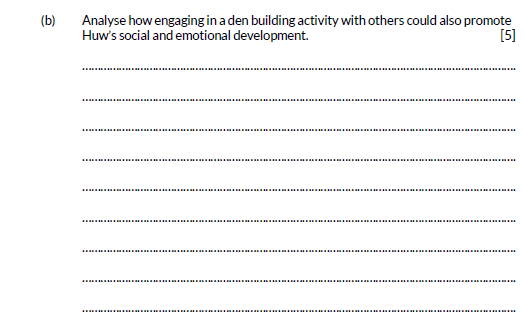 (b) Analyse how engaging in a den building activity with others could also promote
Huw's social and emotional development. [5]